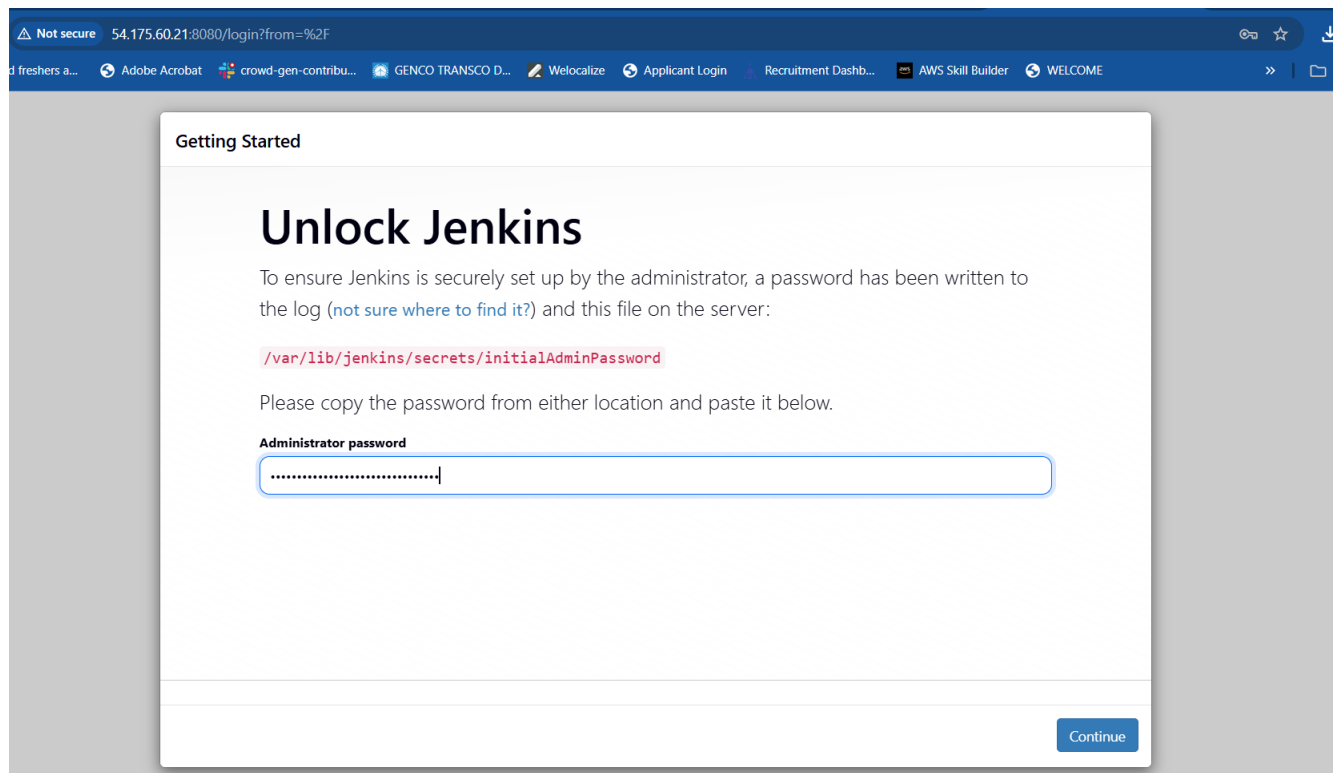 Not secure 54.175.60.21:8080/login?from=%2F
d freshers a... Adobe Acrobat crowd-gen-contribu... GENCO TRANSCO D... Welocalize Applicant Login Recruitment Dashb... AWS Skill Builder WELCOME »
Getting Started
Unlock Jenkins
To ensure Jenkins is securely set up by the administrator, a password has been written to
the log (not sure where to find it?) and this file on the server:
/var/lib/jenkins/secrets/initialAdminPassword
Please copy the password from either location and paste it below.
Administrator password
••••••••••••••••••••••••••••••••
Continue